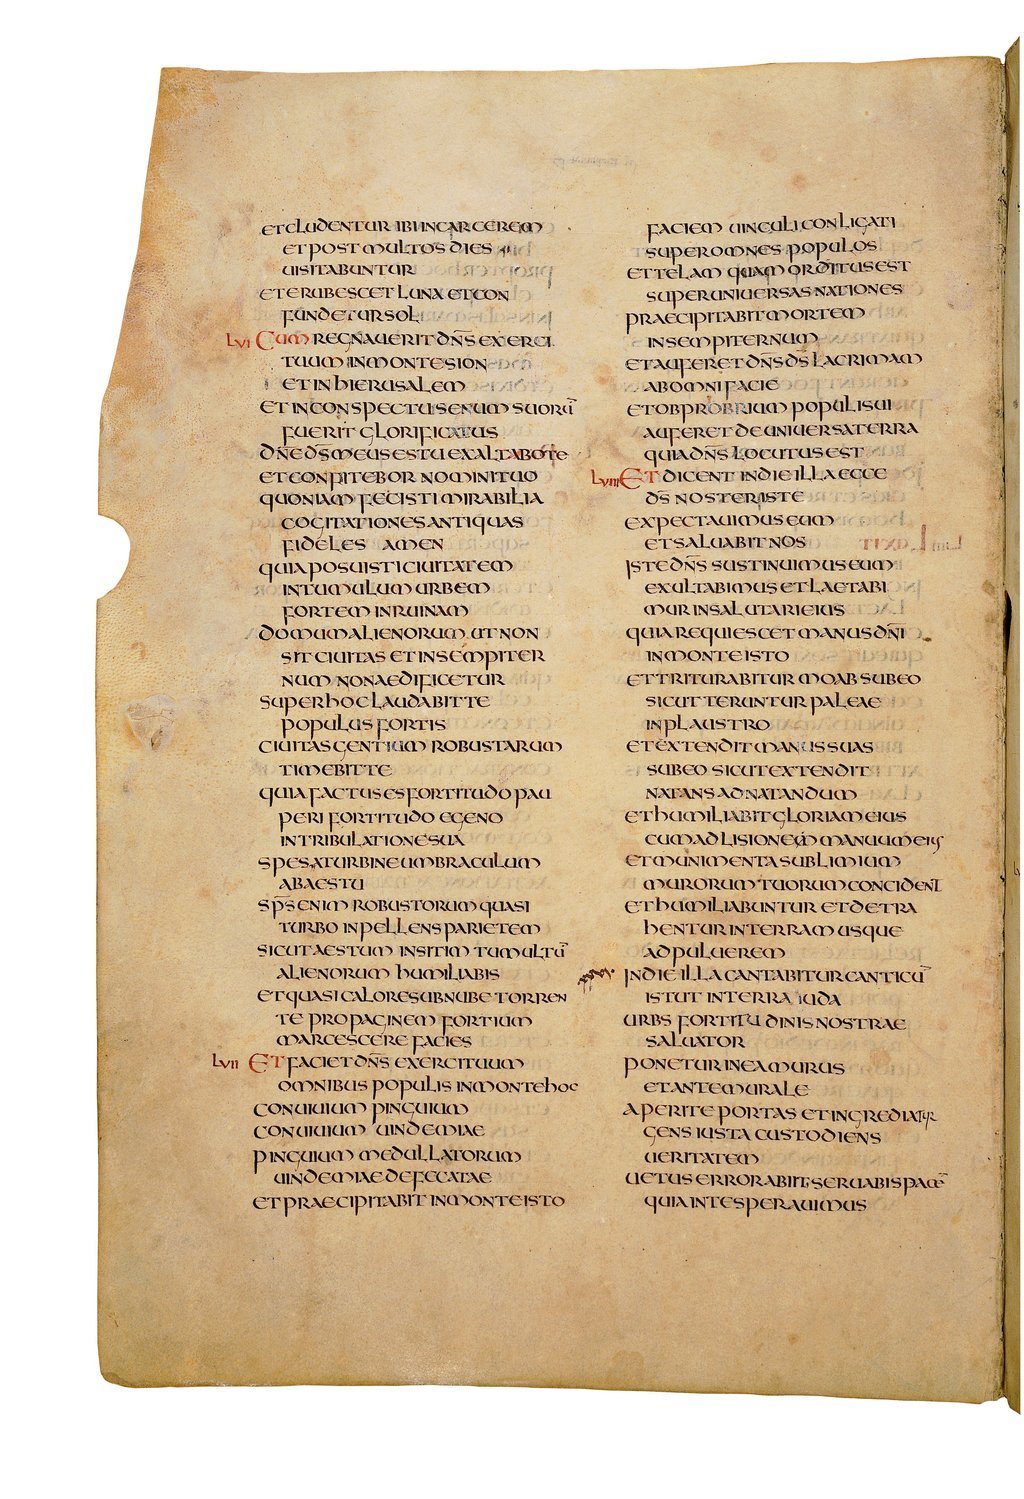 ETCLUDENTUR IBI INCARCEREM
ET POST MULTOS DIES
UISITABUNTUR
ET ERUBESCET LUNA ET CON
FUNDETUR SOL
LVI CUM REGNAUERIT DN̄S EXERCI
TUUM IN MONTE SION
ET IN HIERUSALEM
ET IN CONSPECTU SENUM SUORŪ
FUERIT GLORIFICATUS
DN̄E DS̄ MEUS ES TU EXALTABO TE
ET CONFITEBOR NOMINI TUO
QUONIAM FECISTI MIRABILIA
COGITATIONES ANTIQUAS
FIDELES AMEN
QUIA POSUISTI CIUITATEM
IN TUMULUM URBEM
FORTEM IN RUINAM
DOMUM ALIENORUM UT NON
SIT CIUITAS ET IN SEMPITER
NUM NON AEDIFICETUR
SUPER HOC LAUDABIT TE
POPULUS FORTIS
CIUITAS GENTIUM ROBUSTARUM
TIMEBIT TE
QUIA FACTUS ES FORTITUDO PAU
PERI FORTITUDO EGENO
IN TRIBULATIONE SUA
SPES A TURBINE UMBRACULUM
AB AESTU
SPS̄ ENIM ROBUSTORUM QUASI
TURBO INPELLENS PARIETEM
SICUT AESTUM IN SITIM TUMULTŪ
ALIENORUM HUMILIABIS
ET QUASI CALORE SUB NUBE TORREN
TE PROPAGINEM FORTIUM
MARCESCERE FACIES
LVII ET FACIET DN̄S EXERCITUUM
OMNIBUS POPULIS IN MONTE HOC
CONUIUIUM PINGUIUM
CONUIUIUM UINDEMIAE
PINGUIUM MEDULLATORUM
UINDEMIAE DEFECATAE
ET PRAECIPITABIT IN MONTE ISTO
FACIEM UINCULI CONLIGATI
SUPER OMNES POPULOS
ET TELAM QUAM ORDITUS EST
SUPER UNIUERSAS NATIONES
PRAECIPITABIT MORTEM
IN SEMPITERNUM
ET AUFERET DN̄S DS̄ LACRIMAM
AB OMNI FACIE
ET OBPROBRIUM POPULI SUI
AUFERET DE UNIUERSA TERRA
QUIA DN̄S LOCUTUS EST
LVIII ET DICENT IN DIE ILLA ECCE
DS̄ NOSTER ISTE
EXPECTAUIMUS EUM
ET SALUABIT NOS
ISTE DN̄S SUSTINUIMUS EUM
EXULTABIMUS ET LAETABI
MUR IN SALUTARI EIUS
QUIA REQUIESCET MANUS DN̄I
IN MONTE ISTO
ET TRITURABITUR MOAB SUB EO
SICUT TERUNTUR PALEAE
IN PLAUSTRO
ET EXTENDIT MANUS SUAS
SUB EO SICUT EXTENDIT
NATANS AD NATANDUM
ET HUMILIABIT GLORIAM EIUS
CUM ADLISIONEM MANUUM EIUS
ET MUNIMENTA SUBLIMIUM
MURORUM TUORUM CONCIDENT
ET HUMILIABUNTUR ET DETRA
HENTUR IN TERRAM USQUE
AD PULUEREM
IN DIE ILLA CANTABITUR CANTICŪ
ISTUT IN TERRA IUDA
URBS FORTITUDINIS NOSTRAE
SALUATOR
PONETUR IN EA MURUS
ET ANTEMURALE
APERITE PORTAS ET INGREDIATUR
GENS IUSTA CUSTODIENS
UERITATEM
UETUS ERROR ABIIT SERUABIS PACĒ
QUIA IN TE SPERAUIMUS